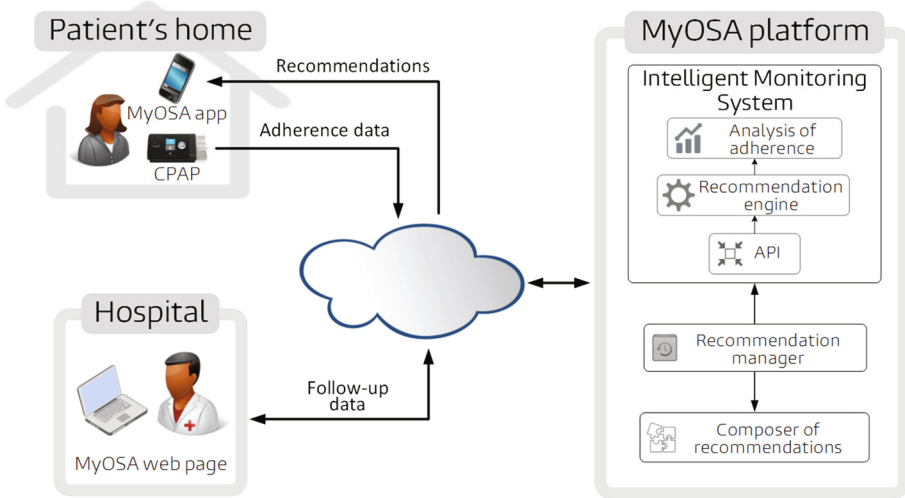 Patient's home
MyOSA app
CPAP
Recommendations
Adherence data
Hospital
MyOSA web page
Follow-up
data
MyOSA platform
Intelligent Monitoring
System
Analysis of
adherence
Recommendation
engine
API
Recommendation
manager
Composer of
recommendations